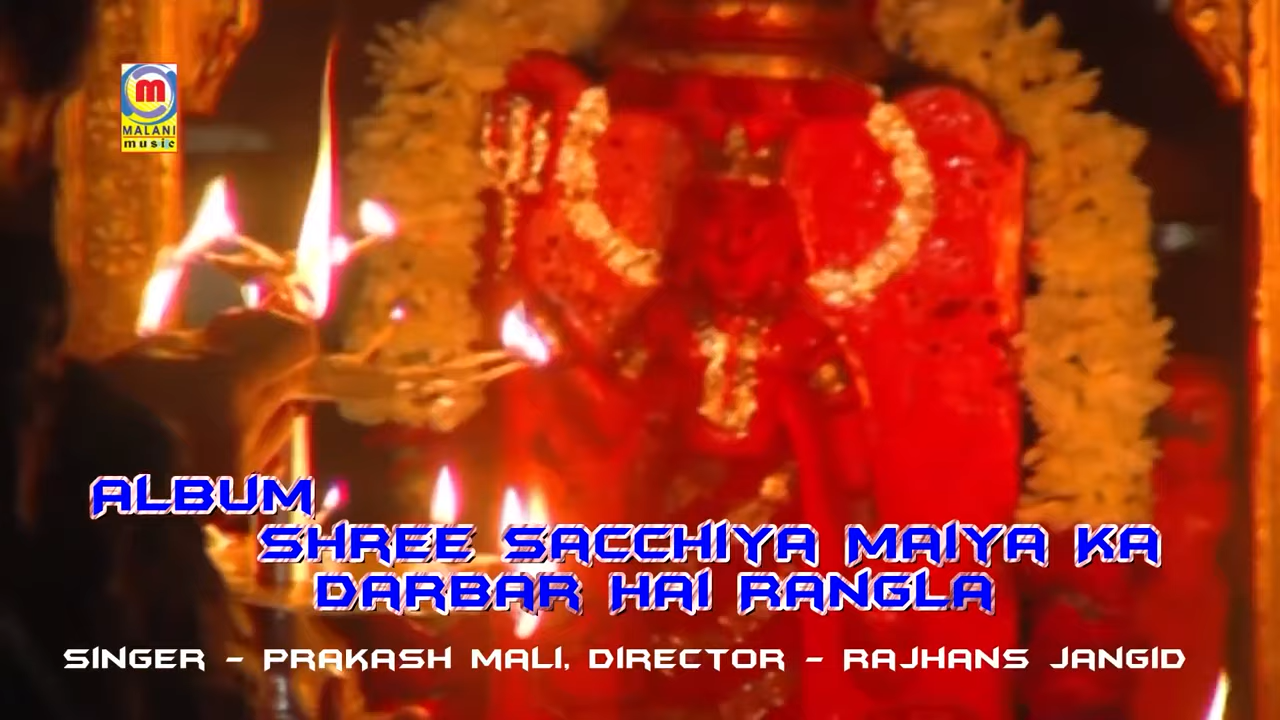 m
MALANI
music
ALBUM
SHREE SACCHIYA MAIYA KA
DARBAR HAI RANGLA
SINGER - PRAKASH MALI, DIRECTOR - RAJHANS JANGID